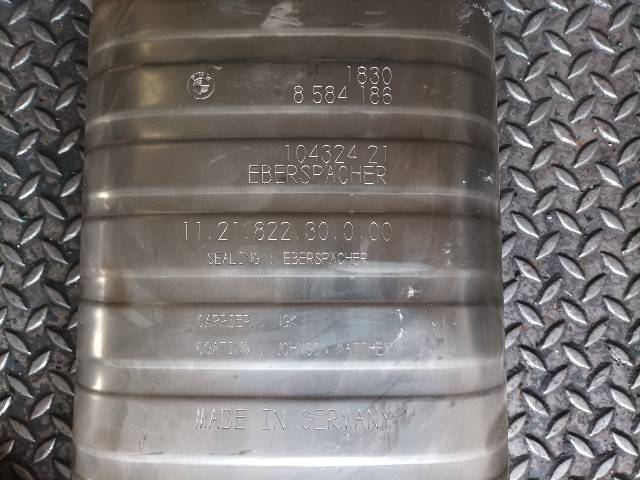 1830
8 584 186
104324 21
EBERSPACHER
11.21.822.30.0.00
SEALING : EBERSPACHER
CARRIER : NGK
COATING : JOHNSON MATTHEY
MADE IN GERMANY